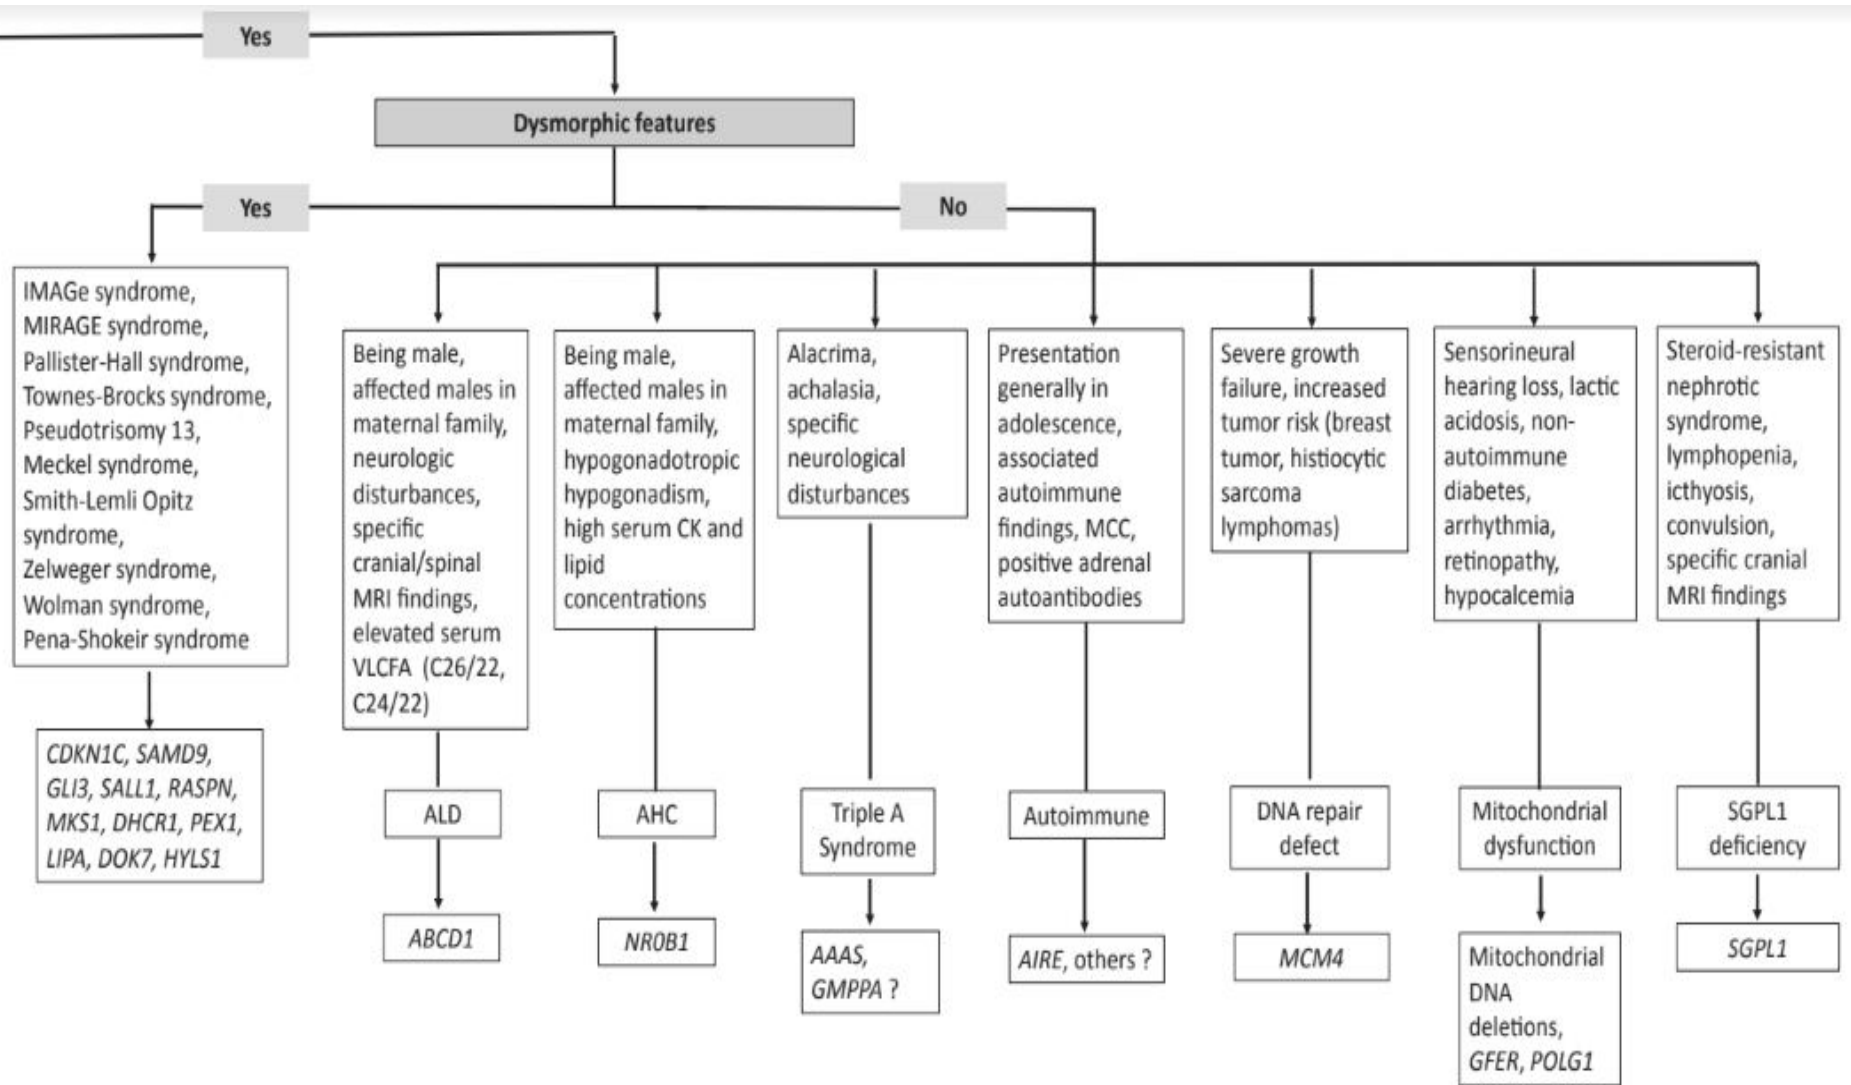 Yes
Dysmorphic features
Yes
No
IMAGe syndrome,
MIRAGE syndrome,
Pallister-Hall syndrome,
Townes-Brocks syndrome,
Pseudotrisomy 13,
Meckel syndrome,
Smith-Lemli Opitz
syndrome,
Zelweger syndrome,
Wolman syndrome,
Pena-Shokeir syndrome
CDKN1C, SAMD9,
GLI3, SALL1, RASPN,
MKS1, DHCR1, PEX1,
LIPA, DOK7, HYLS1
Being male,
affected males in
maternal family,
neurologic
disturbances,
specific
cranial/spinal
MRI findings,
elevated serum
VLCFA (C26/22,
C24/22)
ALD
ABCD1
Being male,
affected males in
maternal family,
hypogonadotropic
hypogonadism,
high serum CK and
lipid
concentrations
AHC
NR0B1
Alacrima,
achalasia,
specific
neurological
disturbances
Triple A
Syndrome
AAAS,
GMPPA ?
Presentation
generally in
adolescence,
associated
autoimmune
findings, MCC,
positive adrenal
autoantibodies
Autoimmune
AIRE, others ?
Severe growth
failure, increased
tumor risk (breast
tumor, histiocytic
sarcoma
lymphomas)
DNA repair
defect
MCM4
Sensorineural
hearing loss, lactic
acidosis, non-
autoimmune
diabetes,
arrhythmia,
retinopathy,
hypocalcemia
Mitochondrial
dysfunction
Mitochondrial
DNA
deletions,
GFER, POLG1
Steroid-resistant
nephrotic
syndrome,
lymphopenia,
icthyosis,
convulsion,
specific cranial
MRI findings
SGPL1
deficiency
SGPL1